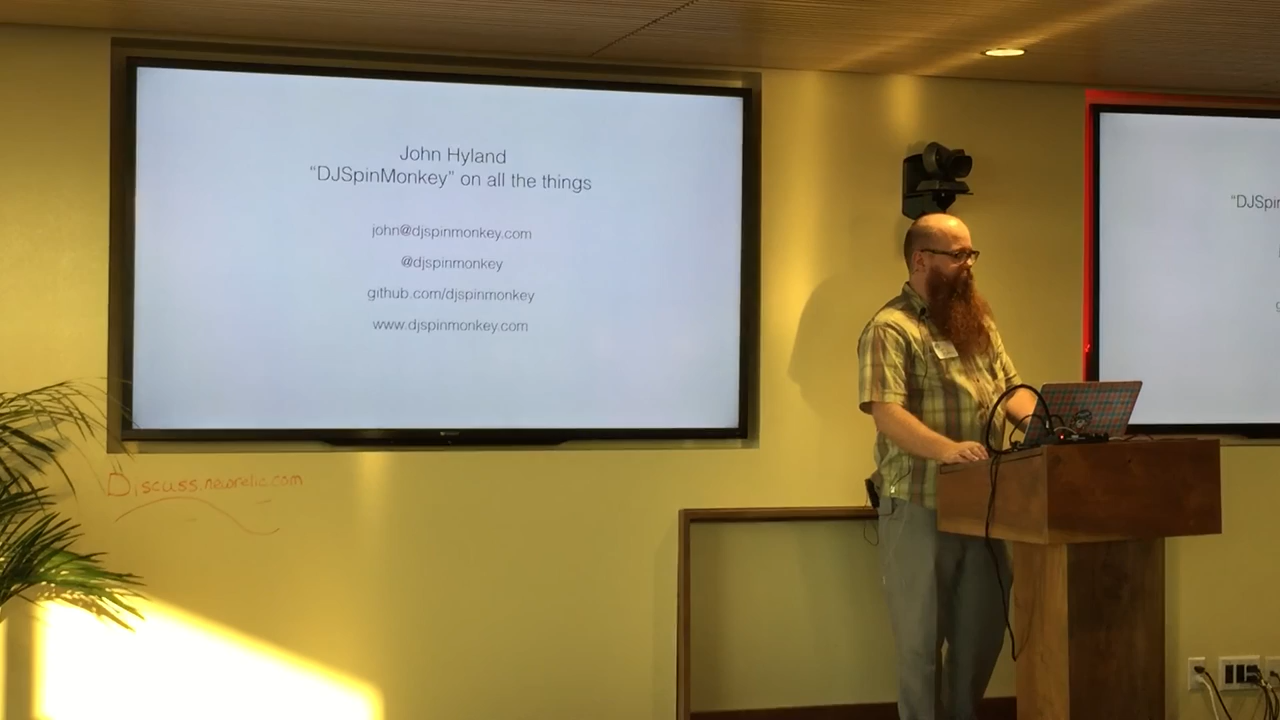 John Hyland
“DJSpinMonkey” on all the things
john@djspinmonkey.com
@djspinmonkey
github.com/djspinmonkey
www.djspinmonkey.com
Discuss.newrelic.com
“DJSpin